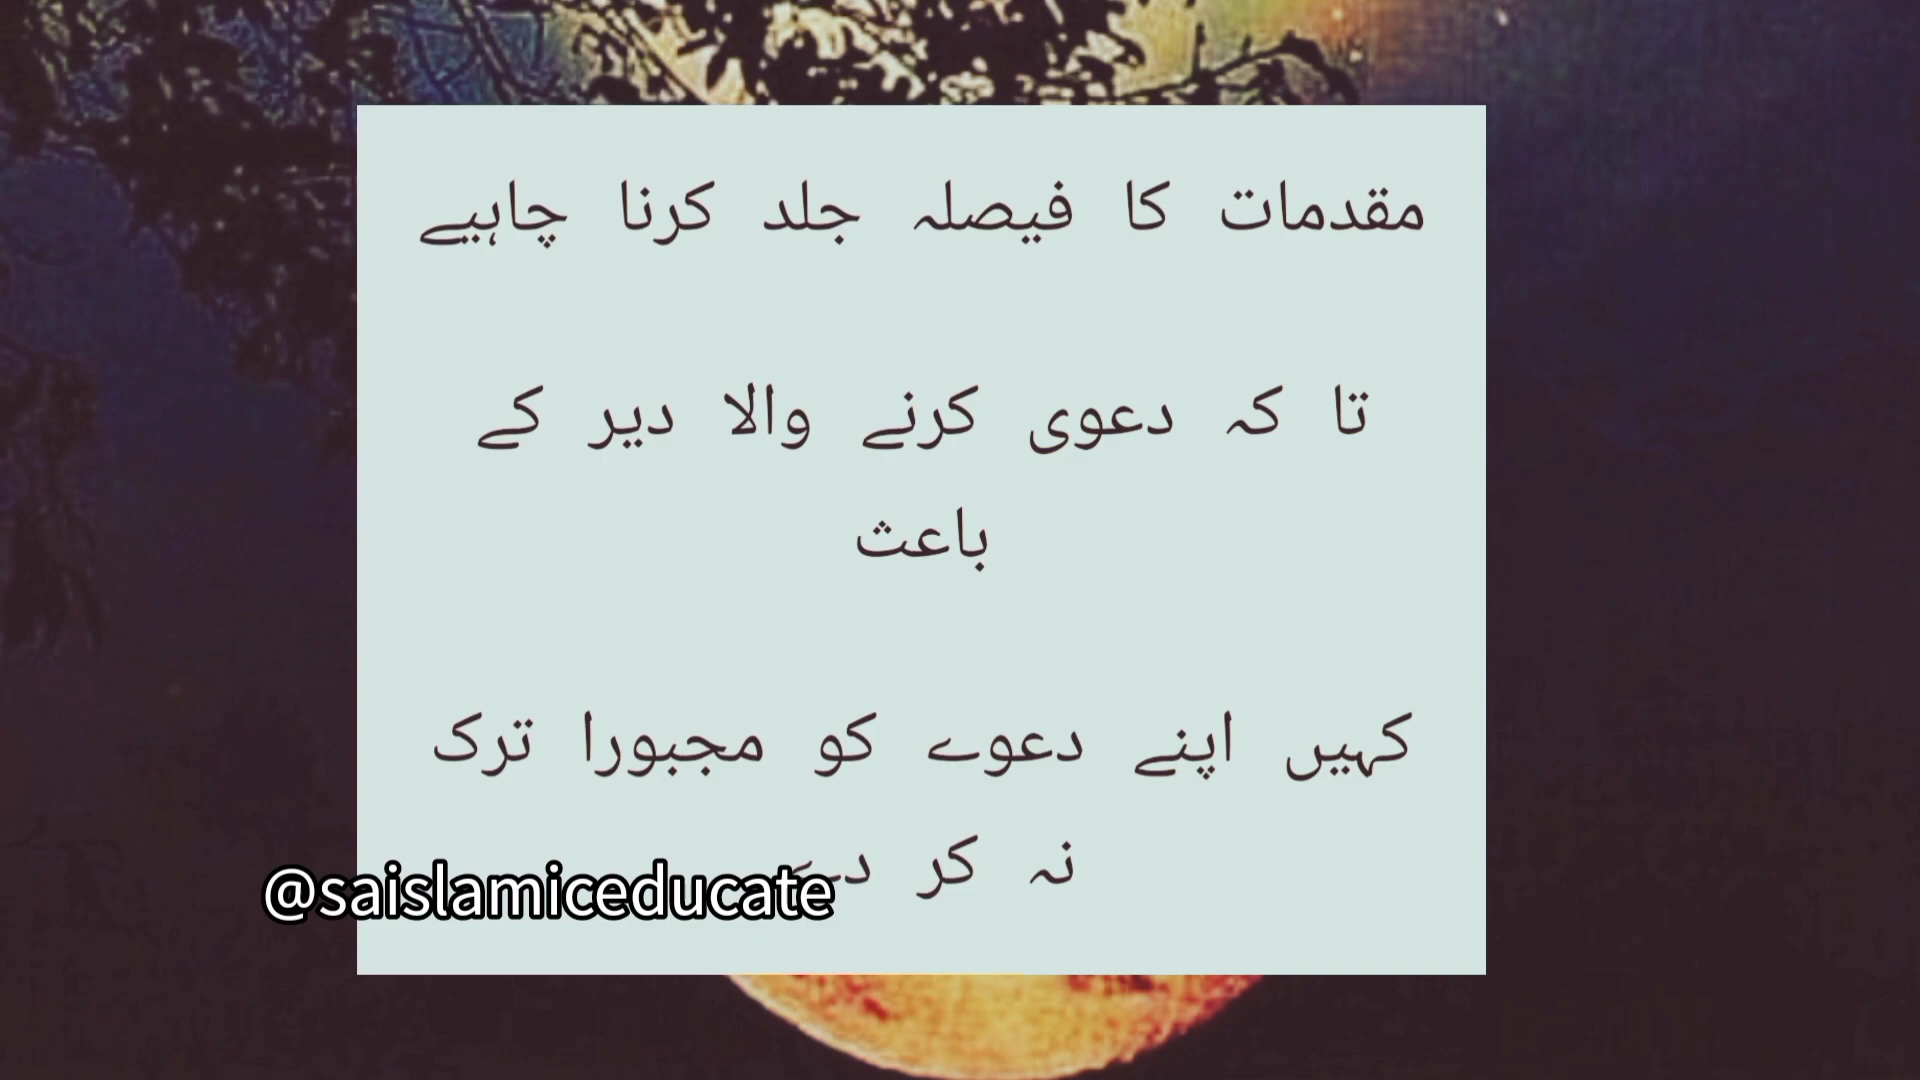 مقدمات کا فیصلہ جلد کرنا چاہیے
تا کہ دعوی کرنے والا دیر کے
باعث
کہیں اپنے دعوے کو مجبورا ترک
نہ کر دے
@saislamiceducate